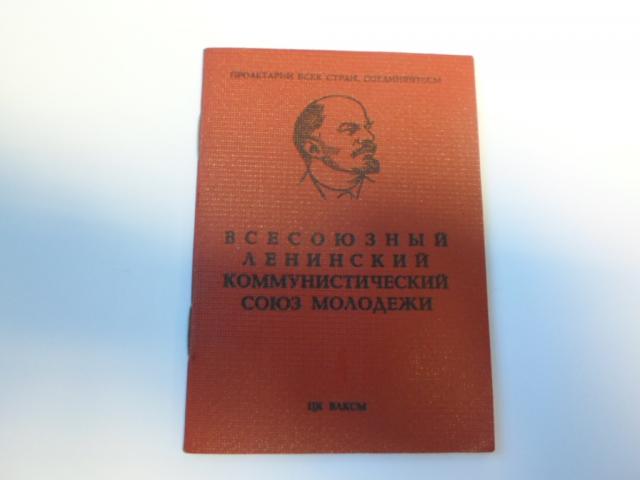 ПРОЛЕТАРИИ ВСЕХ СТРАН, СОЕДИНЯЙТЕСЬ
ВСЕСОЮЗНЫЙ
ЛЕНИНСКИЙ
КОММУНИСТИЧЕСКИЙ
СОЮЗ МОЛОДЕЖИ
ЦК ВЛКСМ